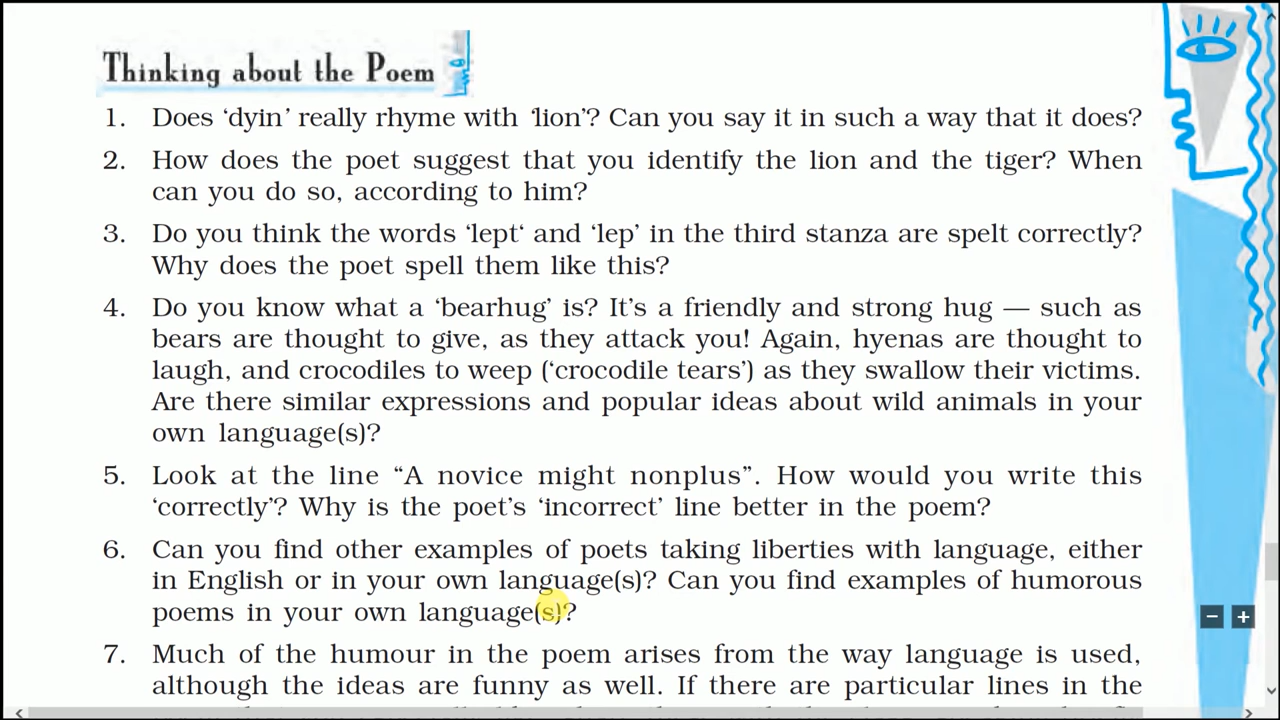 Thinking about the Poem
1. Does ‘dyin’ really rhyme with ‘lion’? Can you say it in such a way that it does?
2. How does the poet suggest that you identify the lion and the tiger? When
can you do so, according to him?
3. Do you think the words ‘lept‘ and ‘lep’ in the third stanza are spelt correctly?
Why does the poet spell them like this?
4. Do you know what a ‘bearhug’ is? It’s a friendly and strong hug — such as
bears are thought to give, as they attack you! Again, hyenas are thought to
laugh, and crocodiles to weep (‘crocodile tears’) as they swallow their victims.
Are there similar expressions and popular ideas about wild animals in your
own language(s)?
5. Look at the line “A novice might nonplus”. How would you write this
‘correctly’? Why is the poet’s ‘incorrect’ line better in the poem?
6. Can you find other examples of poets taking liberties with language, either
in English or in your own language(s)? Can you find examples of humorous
poems in your own language(s)?
7. Much of the humour in the poem arises from the way language is used,
although the ideas are funny as well. If there are particular lines in the